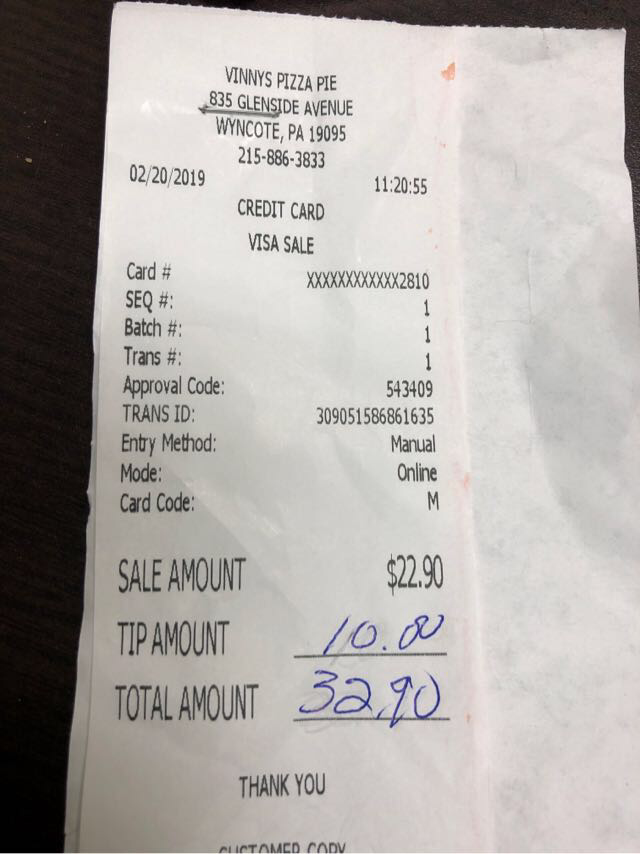 VINNYS PIZZA PIE
835 GLENSIDE AVENUE
WYNCOTE, PA 19095
215-886-3833
02/20/2019 11:20:55
CREDIT CARD
VISA SALE
Card # XXXXXXXXXXXX2810
SEQ #: 1
Batch #: 1
Trans #: 1
Approval Code: 543409
TRANS ID: 309051586861635
Entry Method: Manual
Mode: Online
Card Code: M
SALE AMOUNT $22.90
TIP AMOUNT 10.00
TOTAL AMOUNT 32.90
THANK YOU
CUSTOMER COPY